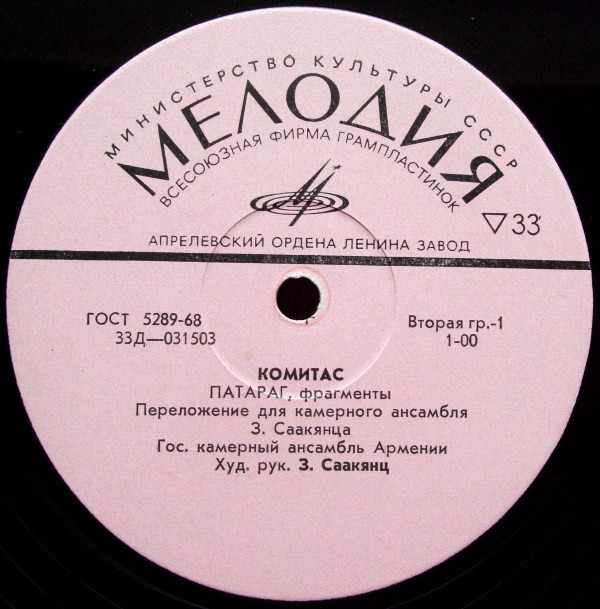 МИНИСТЕРСТВО КУЛЬТУРЫ СССР
МЕЛОДИЯ
ВСЕСОЮЗНАЯ ФИРМА ГРАМПЛАСТИНОК
▽33
АПРЕЛЕВСКИЙ ОРДЕНА ЛЕНИНА ЗАВОД
ГОСТ 5289-68
33Д—031503
Вторая гр.-1
1-00
КОМИТАС
ПАТАРАГ, фрагменты
Переложение для камерного ансамбля
З. Саакянца
Гос. камерный ансамбль Армении
Худ. рук. З. Саакянц